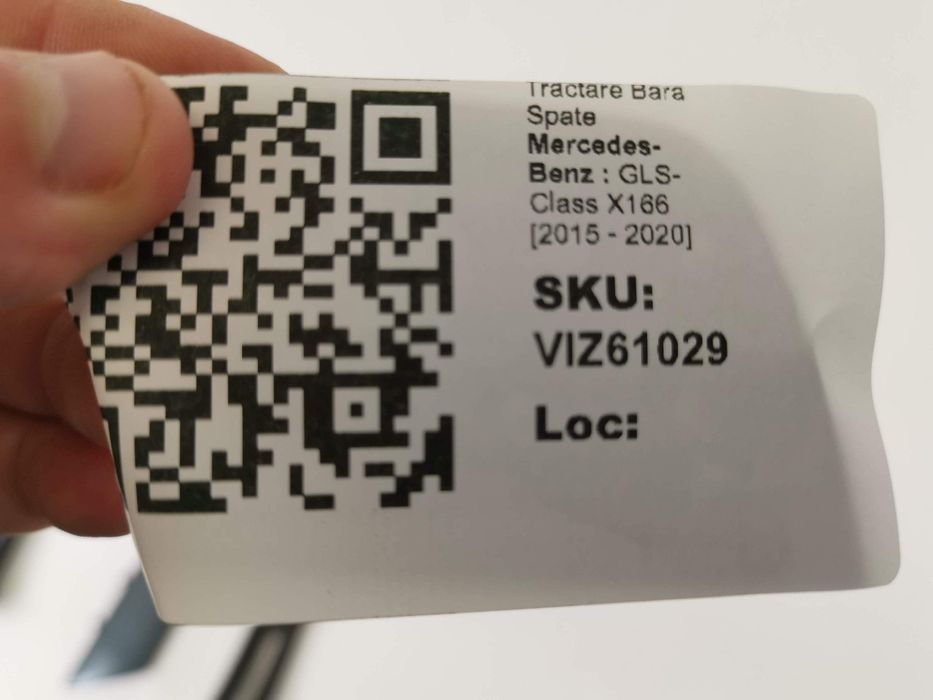 Tractare Bara
Spate
Mercedes-
Benz : GLS-
Class X166
[2015 - 2020]
SKU:
VIZ61029
Loc: